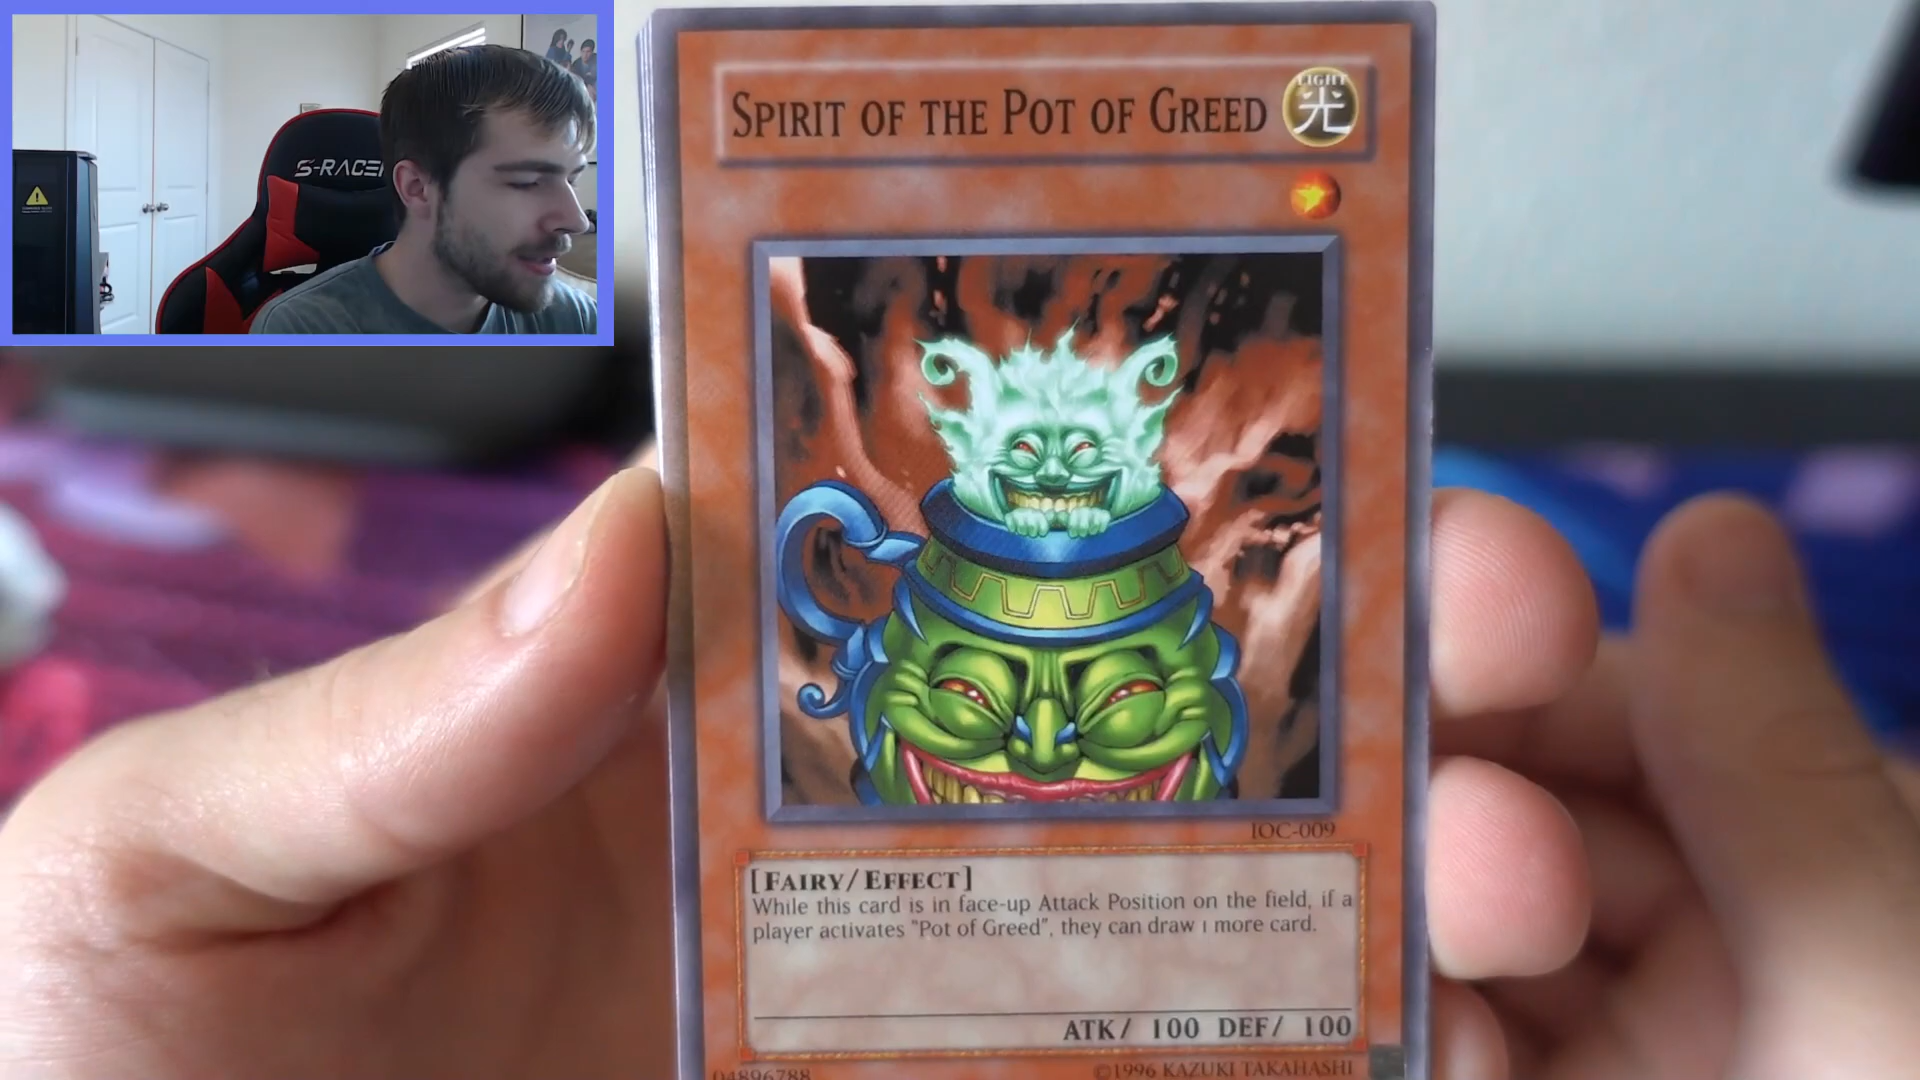 S-RACER
SPIRIT OF THE POT OF GREED
LIGHT
光
IOC-009
[FAIRY/EFFECT]
While this card is in face-up Attack Position on the field, if a
player activates "Pot of Greed", they can draw 1 more card.
ATK/ 100 DEF/ 100
04896788
©1996 KAZUKI TAKAHASHI